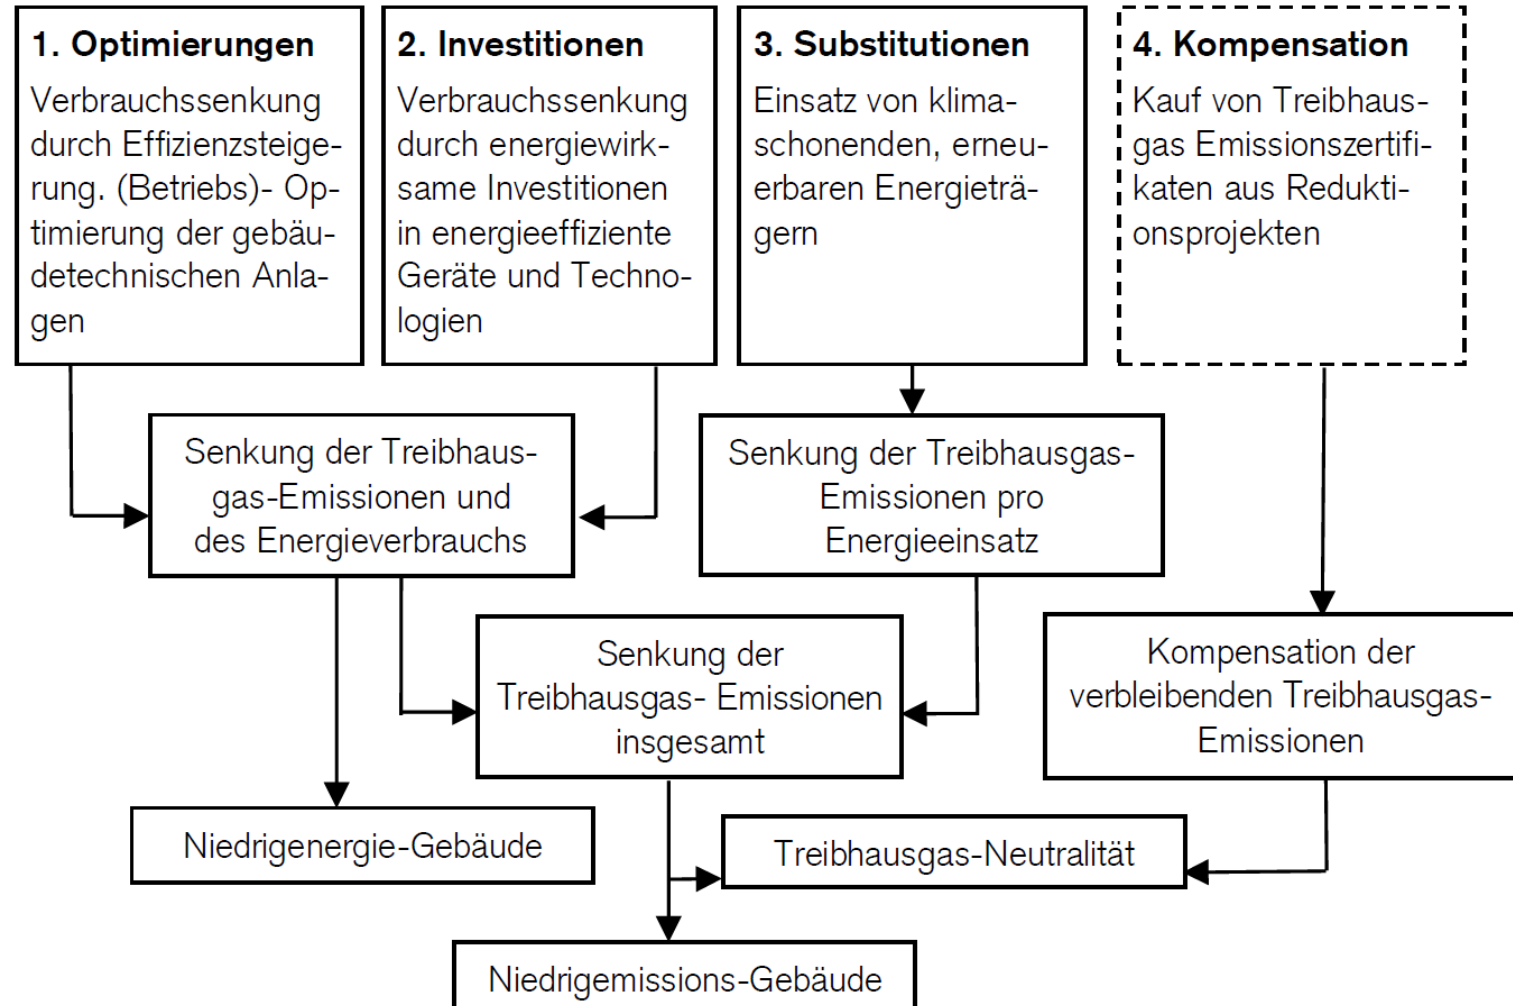 1. Optimierungen
Verbrauchssenkung
durch Effizienzsteige-
rung. (Betriebs)- Op-
timierung der gebäu-
detechnischen Anla-
gen
2. Investitionen
Verbrauchssenkung
durch energiewirk-
same Investitionen
in energieeffiziente
Geräte und Techno-
logien
3. Substitutionen
Einsatz von klima-
schonenden, erneu-
erbaren Energieträ-
gern
4. Kompensation
Kauf von Treibhaus-
gas Emissionszertifi-
katen aus Redukti-
onsprojekten
Senkung der Treibhaus-
gas-Emissionen und
des Energieverbrauchs
Senkung der Treibhausgas-
Emissionen pro
Energieeinsatz
Senkung der
Treibhausgas- Emissionen
insgesamt
Kompensation der
verbleibenden Treibhausgas-
Emissionen
Niedrigenergie-Gebäude
Treibhausgas-Neutralität
Niedrigemissions-Gebäude